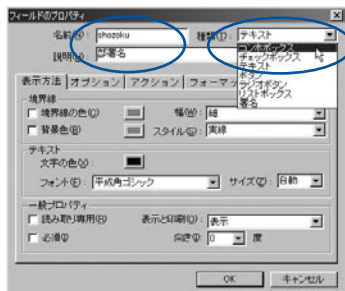 フィールドのプロパティ
名前(N): shozoku 種類(T): テキスト
説明(D): 部署名
コンボボックス
チェックボックス
テキスト
ボタン
ラジオボタン
リストボックス
署名
表示方法 オプション アクション フォーマッ
境界線
境界線の色(C) 幅(W): 細
背景色(B) スタイル(S): 実線
テキスト
文字の色(X):
フォント(F): 平成角ゴシック サイズ(Z): 自動
一般プロパティ
読み取り専用(R) 表示と印刷(O): 表示
必須 向き 0 度
OK キャンセル